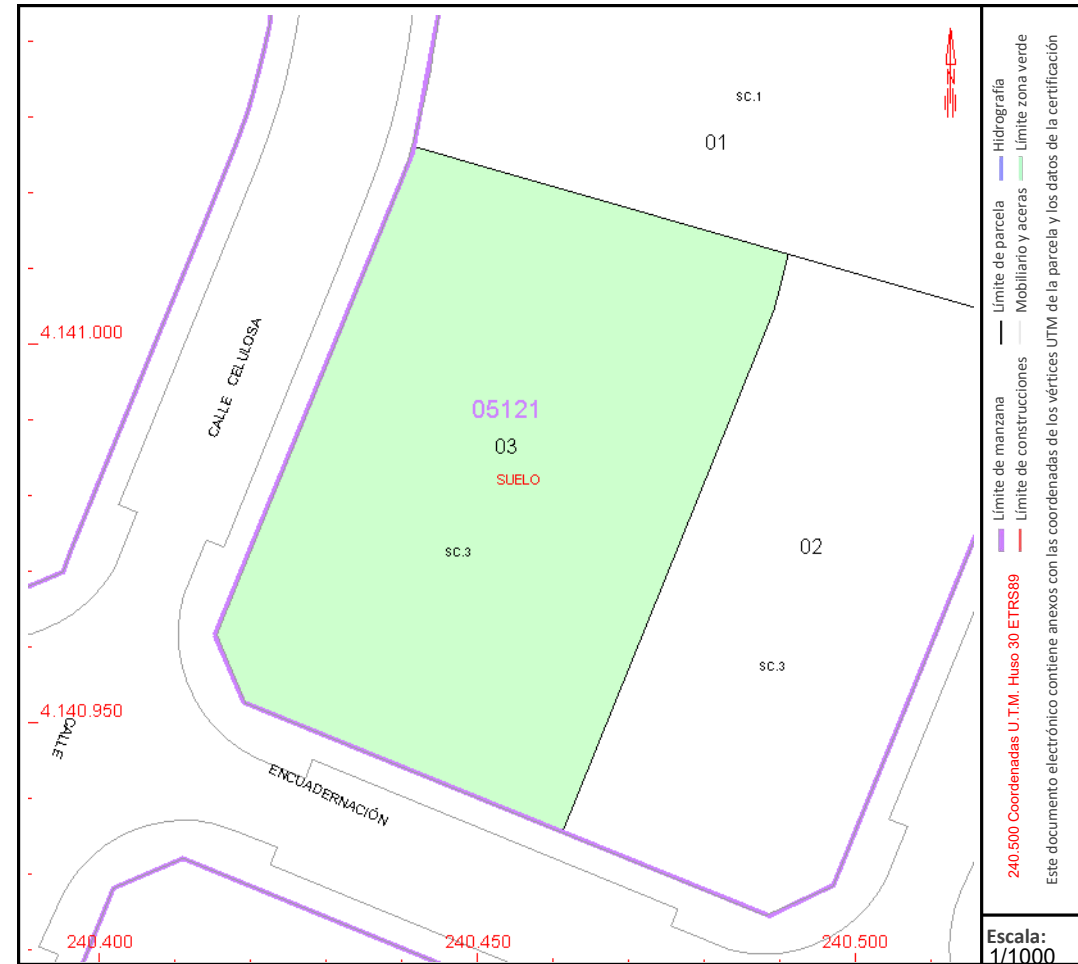 SC.1
01
N
4.141.000
CALLE CELULOSA
05121
03
SUELO
SC.3
02
SC.3
4.140.950
CALLE
ENCUADERNACIÓN
240.400
240.450
240.500
Límite de manzana
Límite de parcela
Hidrografía
240.500 Coordenadas U.T.M. Huso 30 ETRS89
Límite de construcciones
Mobiliario y aceras
Límite zona verde
Este documento electrónico contiene anexos con las coordenadas de los vértices UTM de la parcela y los datos de la certificación
Escala:
1/1000